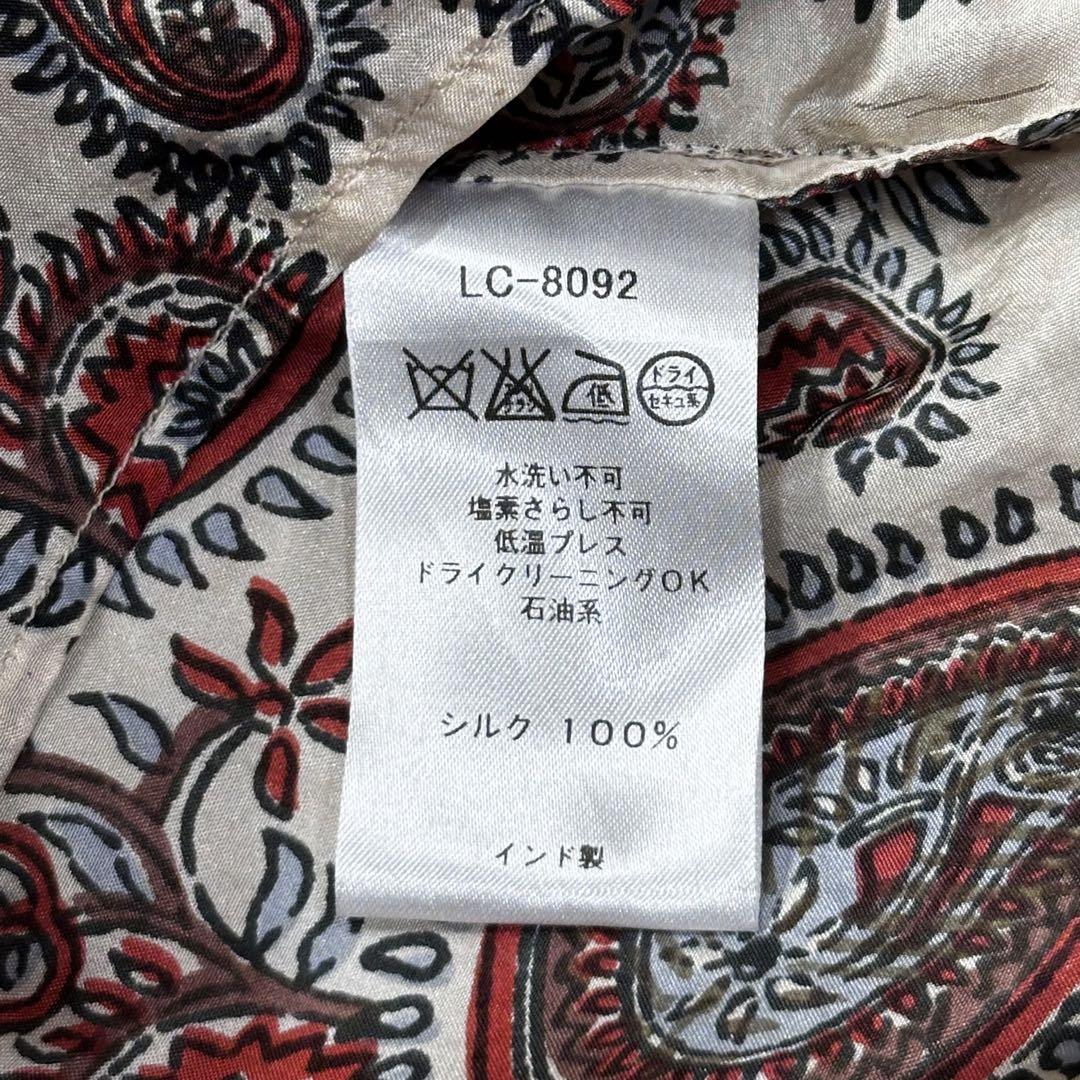 LC-8092
低
ドライ
セキユ系
水洗い不可
塩素さらし不可
低温プレス
ドライクリーニングOK
石油系
シルク 100%
インド製